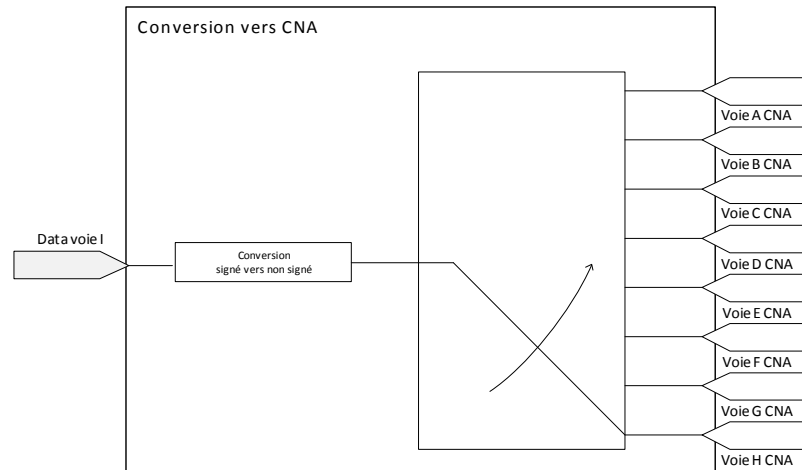 Conversion vers CNA
Voie A CNA
Voie B CNA
Voie C CNA
Data voie I
Conversion
signé vers non signé
Voie D CNA
Voie E CNA
Voie F CNA
Voie G CNA
Voie H CNA